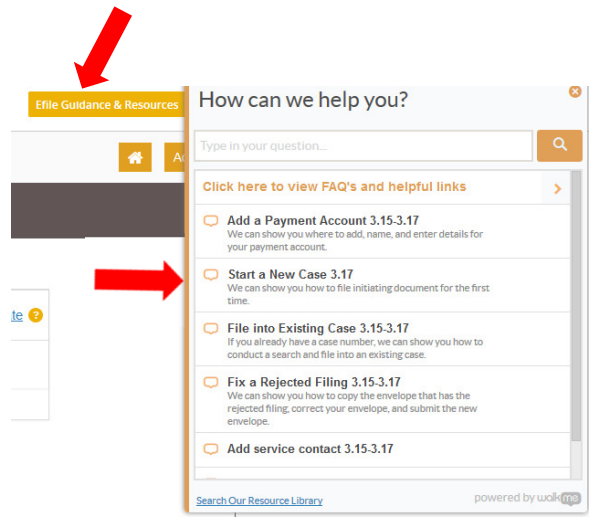 Efile Guidance & Resources
How can we help you?
Type in your question...
Click here to view FAQ's and helpful links
Add a Payment Account 3.15-3.17
We can show you where to add, name, and enter details for
your payment account.
Start a New Case 3.17
We can show you how to file initiating document for the first
time.
File into Existing Case 3.15-3.17
If you already have a case number, we can show you how to
conduct a search and file into an existing case.
Fix a Rejected Filing 3.15-3.17
We can show you how to copy the envelope that has the
rejected filing, correct your envelope, and submit the new
envelope.
Add service contact 3.15-3.17
Search Our Resource Library
powered by walkme